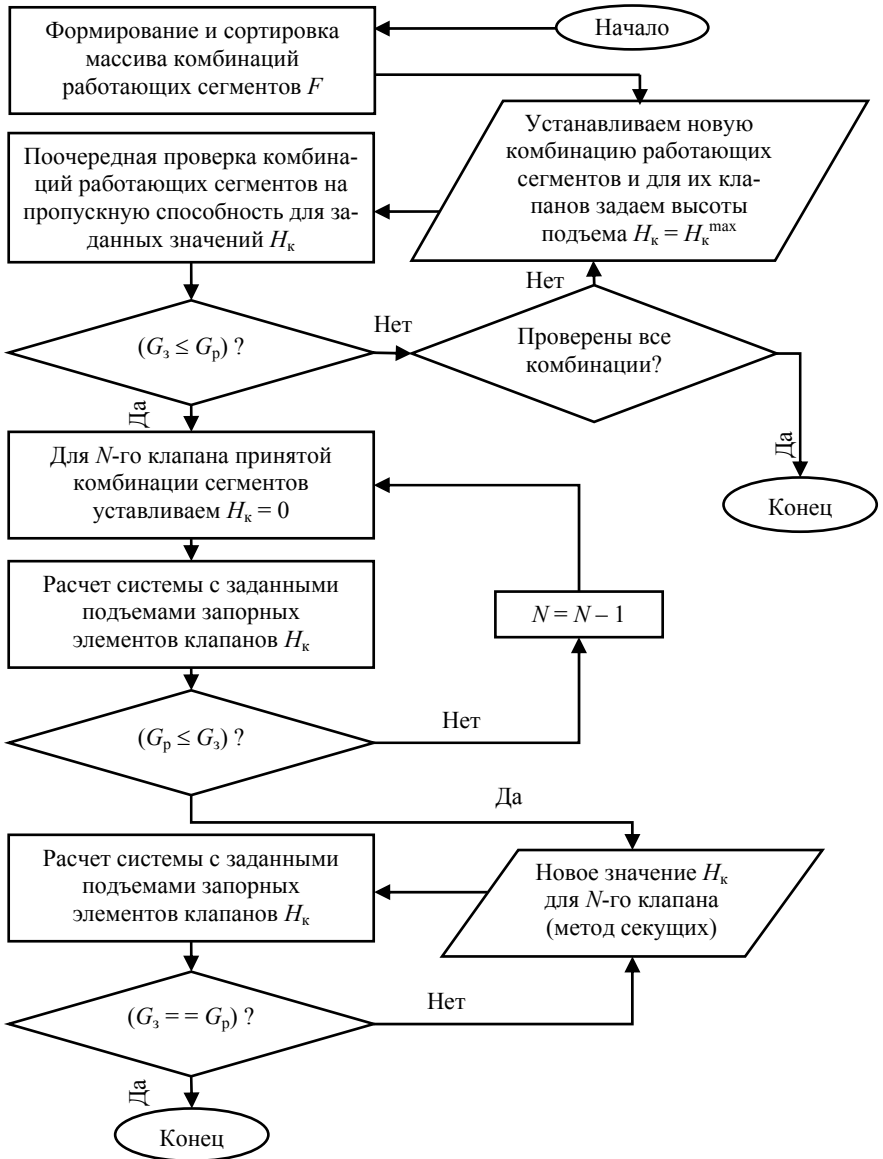 Начало
Формирование и сортировка
массива комбинаций
работающих сегментов F
Устанавливаем новую
комбинацию работающих
сегментов и для их кла-
панов задаем высоты
подъема Hк = Hкmax
Поочередная проверка комбина-
ций работающих сегментов на
пропускную способность для за-
данных значений Hк
Нет
(Gз ≤ Gр) ?
Нет
Проверены все
комбинации?
Да
Да
Для N-го клапана принятой
комбинации сегментов
уставливаем Hк = 0
Конец
Расчет системы с заданными
подъемами запорных
элементов клапанов Hк
N = N – 1
(Gр ≤ Gз) ?
Нет
Да
Расчет системы с заданными
подъемами запорных
элементов клапанов Hк
Новое значение Hк
для N-го клапана
(метод секущих)
(Gз = = Gр) ?
Нет
Да
Конец